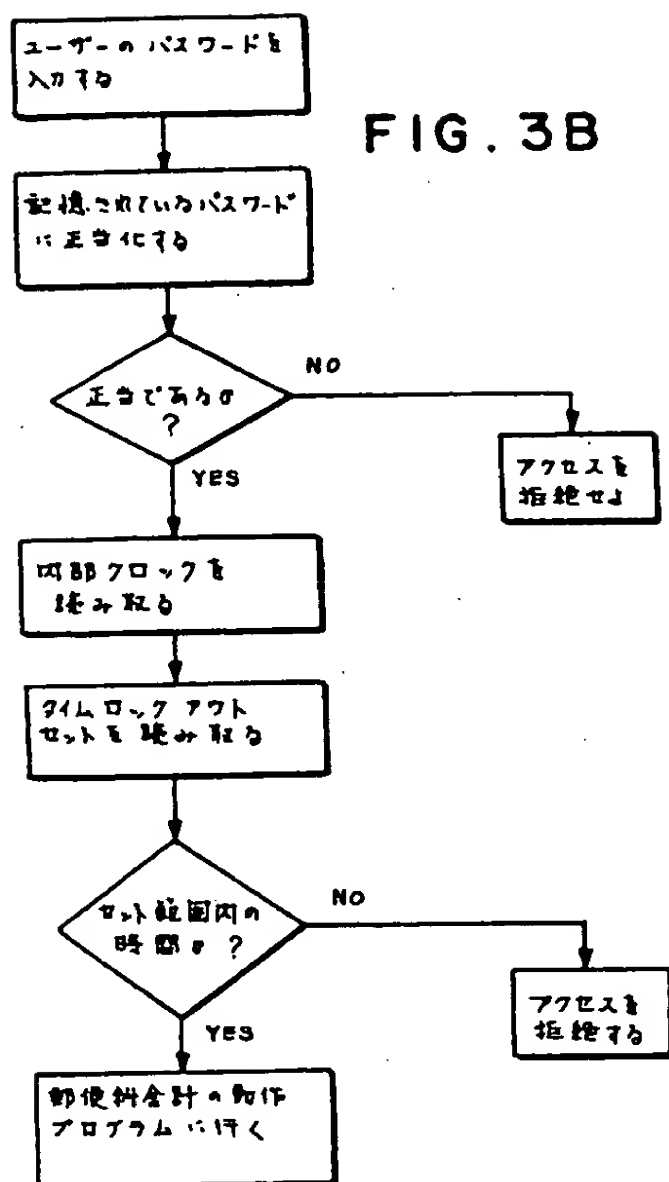 ユーザーの パスワードを
入力する
FIG. 3B
記憶されているパスワード
に正当化する
正当であるか
?
NO
YES
アクセスを
拒絶せよ
内部クロックを
読み取る
タイムロック アウト
セットを 読み取る
セット範囲内の
時間か?
NO
YES
アクセスを
拒絶する
郵便料金計の動作
プログラムに行く